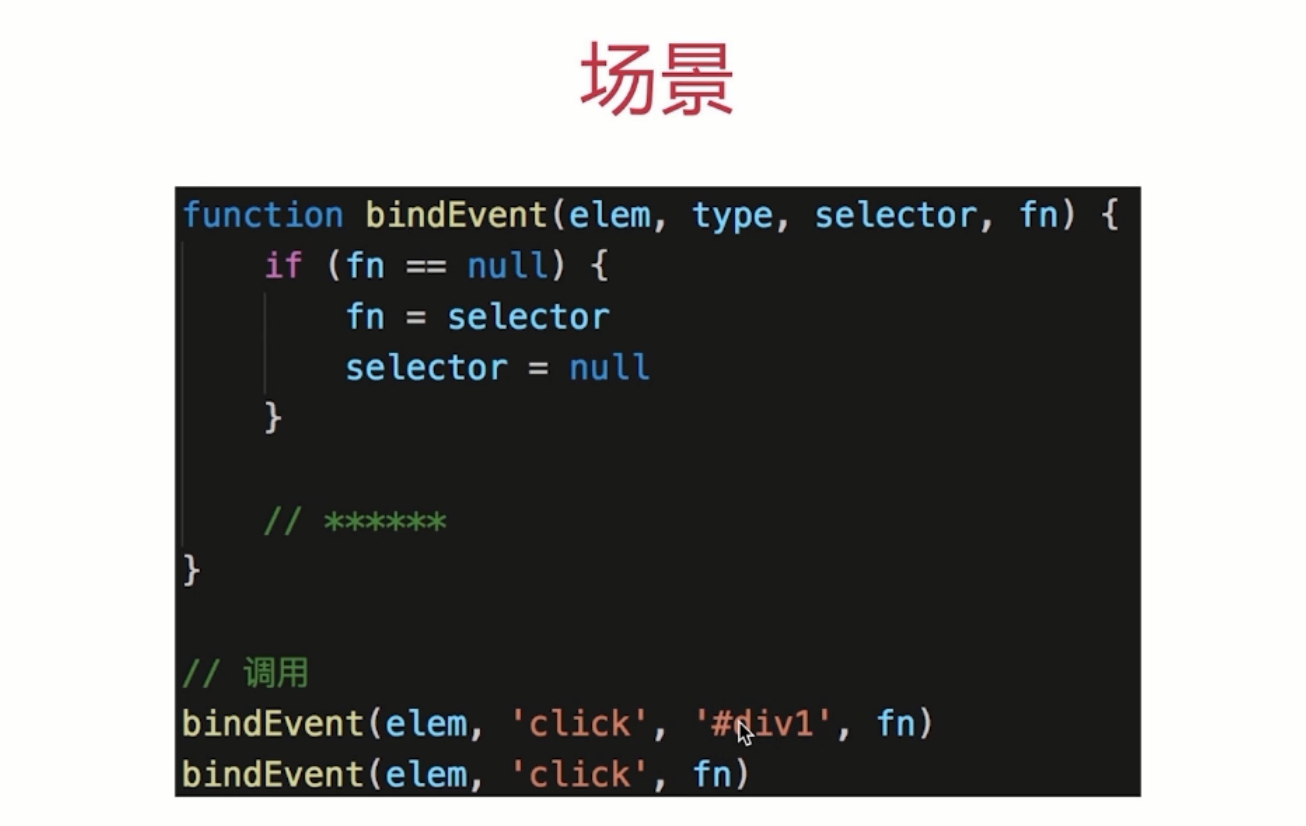 场景
function bindEvent(elem, type, selector, fn) {
    if (fn == null) {
        fn = selector
        selector = null
    }
    // ******
}
// 调用
bindEvent(elem, 'click', '#div1', fn)
bindEvent(elem, 'click', fn)